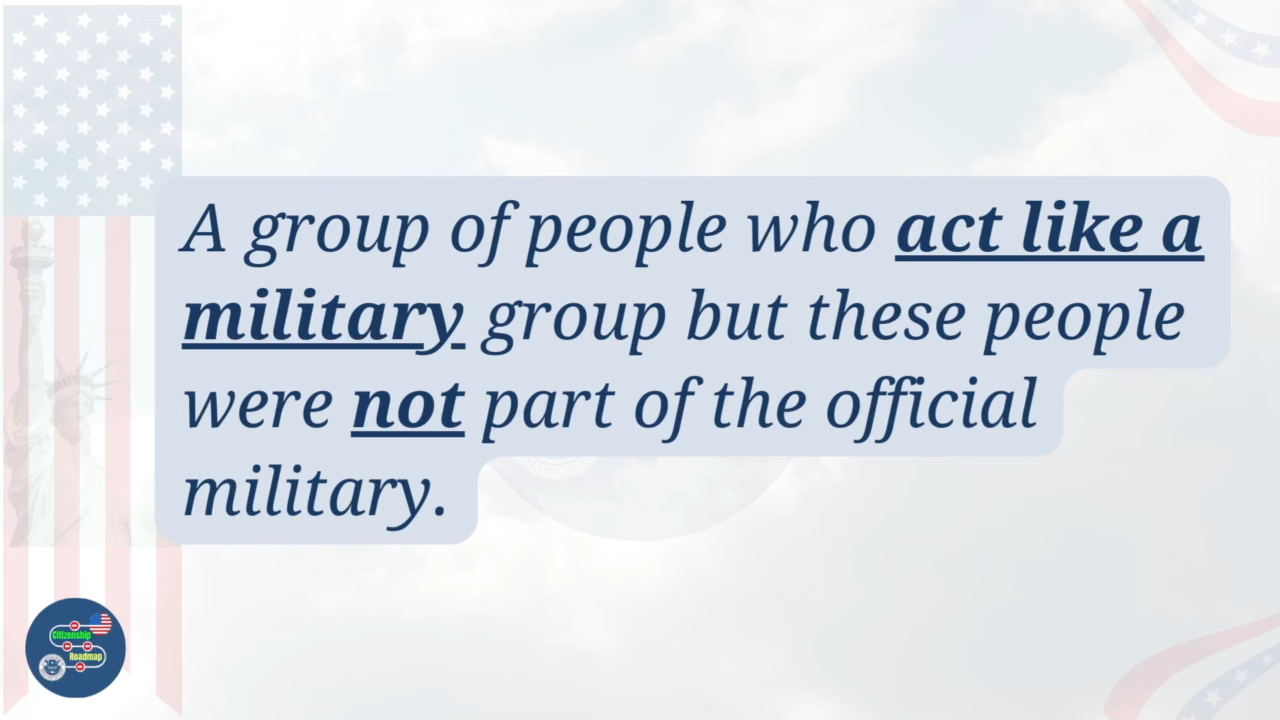 A group of people who act like a
military group but these people
were not part of the official
military.
Citizenship
Roadmap